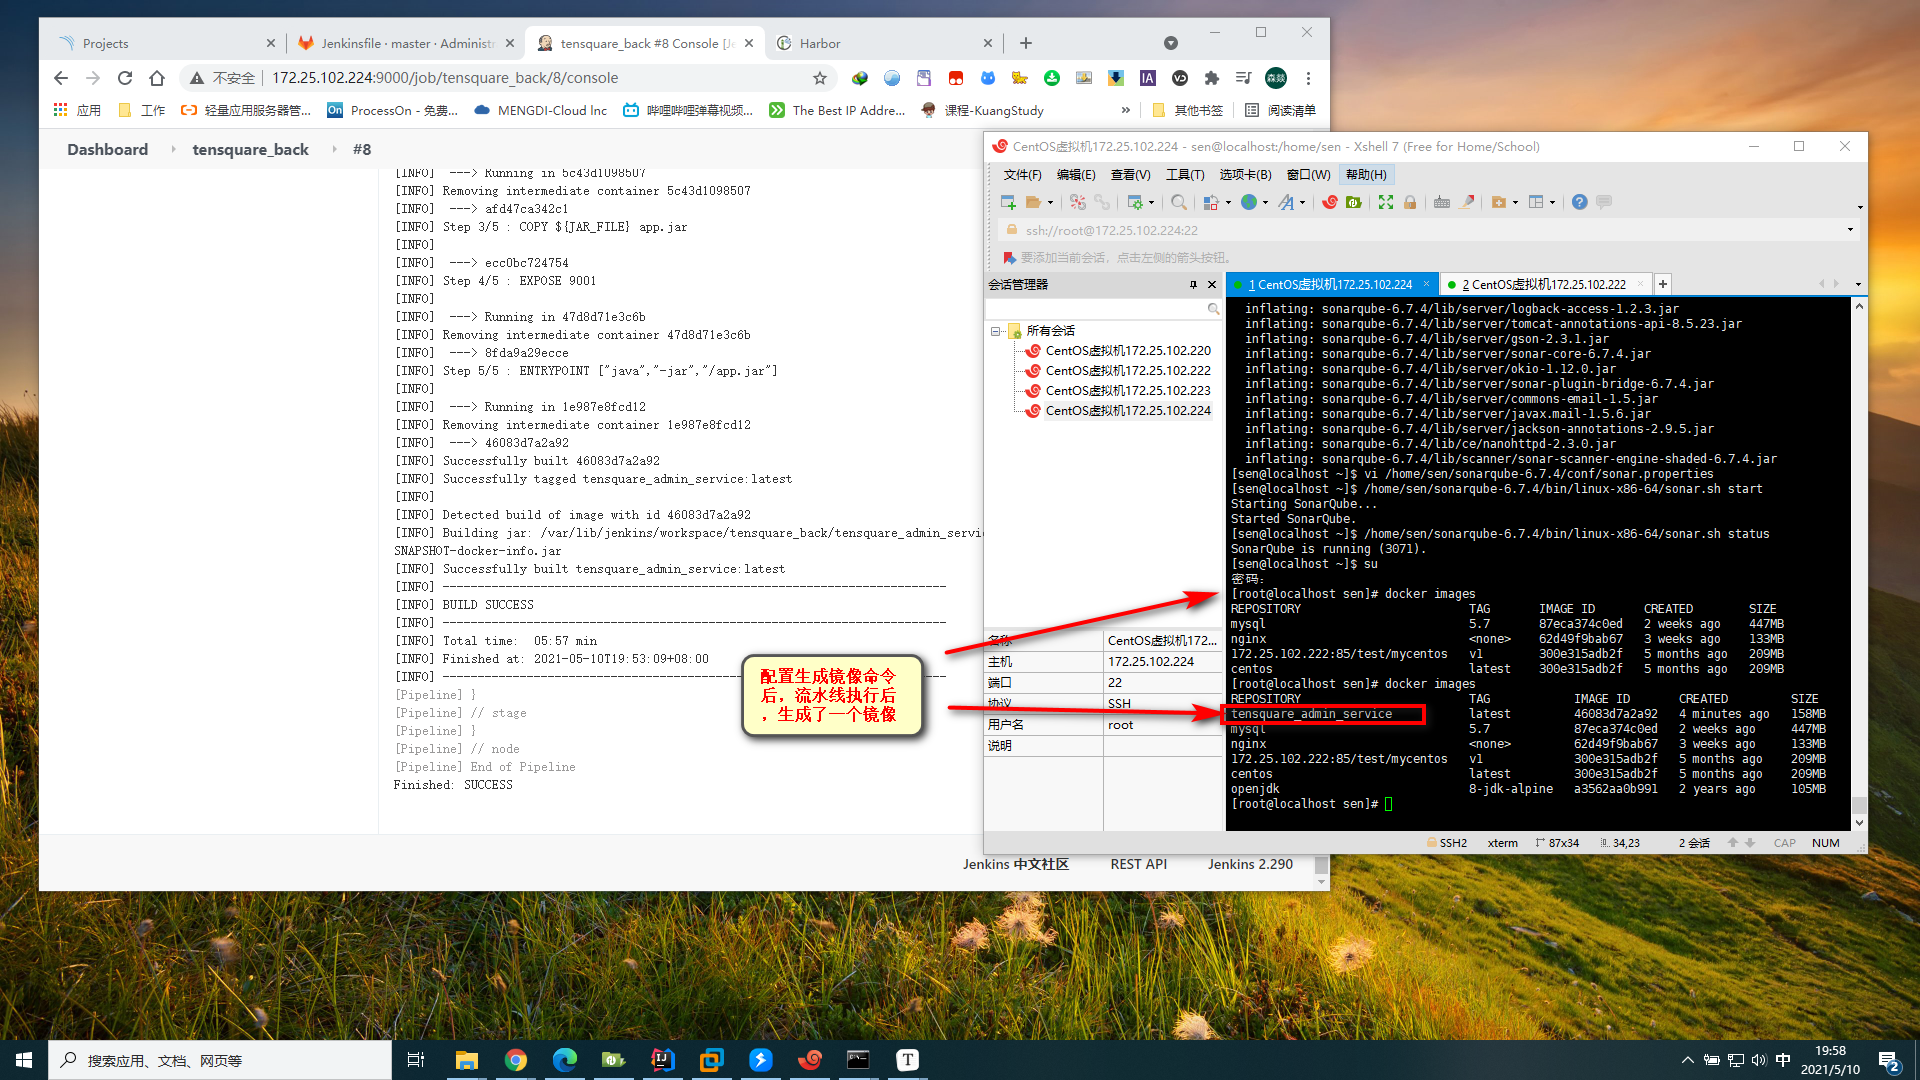 Projects
Jenkinsfile · master · Administr
tensquare_back #8 Console [Je
Harbor
不安全
172.25.102.224:9000/job/tensquare_back/8/console
IA
森燚
应用
工作
轻量应用服务器管...
On
ProcessOn - 免费...
MENGDI-Cloud lnc
哔哩哔哩弹幕视频...
The Best IP Addre...
课程-KuangStudy
»
其他书签
阅读清单
Dashboard
tensquare_back
#8
[INFO]  ---> Running in 5c43d1098507
[INFO] Removing intermediate container 5c43d1098507
[INFO]  ---> afd47ca342c1
[INFO] Step 3/5 : COPY ${JAR_FILE} app.jar
[INFO]
[INFO]  ---> ecc0bc724754
[INFO] Step 4/5 : EXPOSE 9001
[INFO]
[INFO]  ---> Running in 47d8d71e3c6b
[INFO] Removing intermediate container 47d8d71e3c6b
[INFO]  ---> 8fda9a29ecce
[INFO] Step 5/5 : ENTRYPOINT ["java","-jar","/app.jar"]
[INFO]
[INFO]  ---> Running in 1e987e8fcd12
[INFO] Removing intermediate container 1e987e8fcd12
[INFO]  ---> 46083d7a2a92
[INFO] Successfully built 46083d7a2a92
[INFO] Successfully tagged tensquare_admin_service:latest
[INFO]
[INFO] Detected build of image with id 46083d7a2a92
[INFO] Building jar: /var/lib/jenkins/workspace/tensquare_back/tensquare_admin_servi
SNAPSHOT-docker-info.jar
[INFO] Successfully built tensquare_admin_service:latest
[INFO] ------------------------------------------------------------------------
[INFO] BUILD SUCCESS
[INFO] ------------------------------------------------------------------------
[INFO] Total time:  05:57 min
[INFO] Finished at: 2021-05-10T19:53:09+08:00
[INFO] ------------------------------------------------------------------------
[Pipeline] }
[Pipeline] // stage
[Pipeline] }
[Pipeline] // node
[Pipeline] End of Pipeline
Finished: SUCCESS
配置生成镜像命令
后，流水线执行后
，生成了一个镜像
Jenkins 中文社区
REST API
Jenkins 2.290
CentOS虚拟机172.25.102.224 - sen@localhost:/home/sen - Xshell 7 (Free for Home/School)
文件(F)
编辑(E)
查看(V)
工具(T)
选项卡(B)
窗口(W)
帮助(H)
ssh://root@172.25.102.224:22
要添加当前会话，点击左侧的箭头按钮。
会话管理器
所有会话
CentOS虚拟机172.25.102.220
CentOS虚拟机172.25.102.222
CentOS虚拟机172.25.102.223
CentOS虚拟机172.25.102.224
名称 CentOS虚拟机172...
主机 172.25.102.224
端口 22
协议 SSH
用户名 root
说明
1 CentOS虚拟机172.25.102.224
2 CentOS虚拟机172.25.102.222
inflating: sonarqube-6.7.4/lib/server/logback-access-1.2.3.jar
inflating: sonarqube-6.7.4/lib/server/tomcat-annotations-api-8.5.23.jar
inflating: sonarqube-6.7.4/lib/server/gson-2.3.1.jar
inflating: sonarqube-6.7.4/lib/server/sonar-core-6.7.4.jar
inflating: sonarqube-6.7.4/lib/server/okio-1.12.0.jar
inflating: sonarqube-6.7.4/lib/server/sonar-plugin-bridge-6.7.4.jar
inflating: sonarqube-6.7.4/lib/server/commons-email-1.5.jar
inflating: sonarqube-6.7.4/lib/server/javax.mail-1.5.6.jar
inflating: sonarqube-6.7.4/lib/server/jackson-annotations-2.9.5.jar
inflating: sonarqube-6.7.4/lib/ce/nanohttpd-2.3.0.jar
inflating: sonarqube-6.7.4/lib/scanner/sonar-scanner-engine-shaded-6.7.4.jar
[sen@localhost ~]$ vi /home/sen/sonarqube-6.7.4/conf/sonar.properties
[sen@localhost ~]$ /home/sen/sonarqube-6.7.4/bin/linux-x86-64/sonar.sh start
Starting SonarQube...
Started SonarQube.
[sen@localhost ~]$ /home/sen/sonarqube-6.7.4/bin/linux-x86-64/sonar.sh status
SonarQube is running (3071).
[sen@localhost ~]$ su
密码：
[root@localhost sen]# docker images
REPOSITORY TAG IMAGE ID CREATED SIZE
mysql 5.7 87eca374c0ed 2 weeks ago 447MB
nginx <none> 62d49f9bab67 3 weeks ago 133MB
172.25.102.222:85/test/mycentos v1 300e315adb2f 5 months ago 209MB
centos latest 300e315adb2f 5 months ago 209MB
[root@localhost sen]# docker images
REPOSITORY TAG IMAGE ID CREATED SIZE
tensquare_admin_service latest 46083d7a2a92 4 minutes ago 158MB
mysql 5.7 87eca374c0ed 2 weeks ago 447MB
nginx <none> 62d49f9bab67 3 weeks ago 133MB
172.25.102.222:85/test/mycentos v1 300e315adb2f 5 months ago 209MB
centos latest 300e315adb2f 5 months ago 209MB
openjdk 8-jdk-alpine a3562aa0b991 2 years ago 105MB
[root@localhost sen]#
SSH2
xterm
87x34
34,23
2 会话
CAP
NUM
搜索应用、文档、网页等
IJ
T
中
19:58
2021/5/10
2